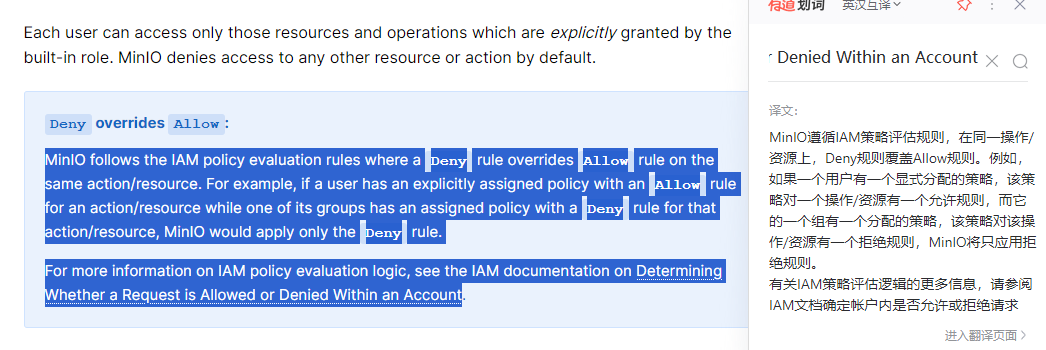 Each user can access only those resources and operations which are explicitly granted by the
built-in role. MinIO denies access to any other resource or action by default.
Deny overrides Allow:
MinIO follows the IAM policy evaluation rules where a Deny rule overrides Allow rule on the
same action/resource. For example, if a user has an explicitly assigned policy with an Allow rule
for an action/resource while one of its groups has an assigned policy with a Deny rule for that
action/resource, MinIO would apply only the Deny rule.
For more information on IAM policy evaluation logic, see the IAM documentation on Determining
Whether a Request is Allowed or Denied Within an Account.
有道划词 英汉互译
r Denied Within an Account
译文:
MinIO遵循IAM策略评估规则，在同一操作/
资源上，Deny规则覆盖Allow规则。例如，
如果一个用户有一个显式分配的策略，该策
略对一个操作/资源有一个允许规则，而它
的一个组有一个分配的策略，该策略对该操
作/资源有一个拒绝规则，MinIO将只应用拒
绝规则。
有关IAM策略评估逻辑的更多信息，请参阅
IAM文档确定帐户内是否允许或拒绝请求
进入翻译页面